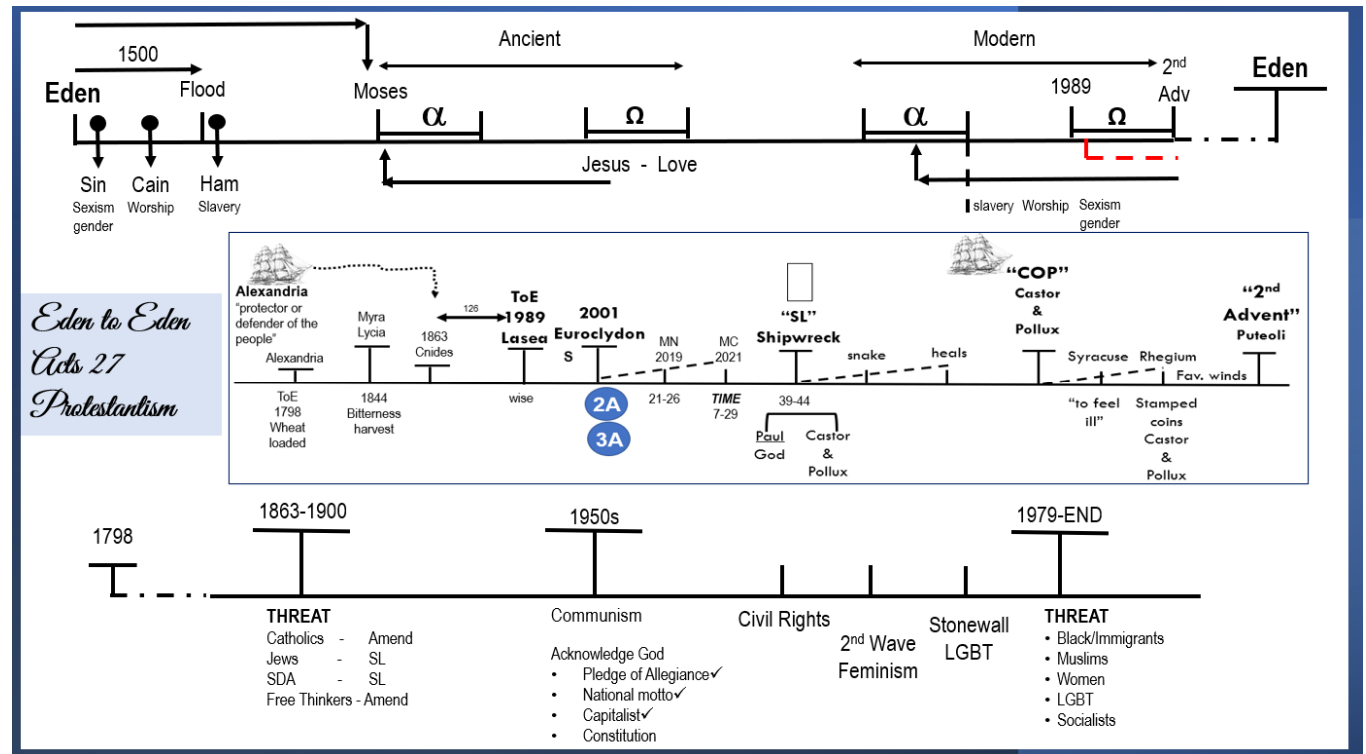 Ancient
Modern
1500
Eden
Flood
Moses
1989
2nd
Adv
Eden
α
Ω
α
Ω
Jesus - Love
Sin
Sexism
gender
Cain
Worship
Ham
Slavery
slavery Worship Sexism
gender
Eden to Eden
Acts 27
Protestantism
Alexandria
"protector or
defender of the
people"
Alexandria
ToE
1798
Wheat
loaded
Myra
Lycia
1844
Bitterness
harvest
1863
Cnides
126
ToE
1989
Lasea
wise
2001
Euroclydon
S
2A
3A
MN
2019
21-26
MC
2021
TIME
7-29
"SL"
Shipwreck
39-44
Paul
God
Castor
&
Pollux
snake
heals
"COP"
Castor
&
Pollux
Syracuse
"to feel
ill"
Rhegium
Stamped
coins
Castor
&
Pollux
Fav. winds
"2nd
Advent"
Puteoli
1798
1863-1900
THREAT
Catholics - Amend
Jews - SL
SDA - SL
Free Thinkers - Amend
1950s
Communism
Acknowledge God
• Pledge of Allegiance✓
• National motto✓
• Capitalist✓
• Constitution
Civil Rights
2nd Wave
Feminism
Stonewall
LGBT
1979-END
THREAT
• Black/Immigrants
• Muslims
• Women
• LGBT
• Socialists